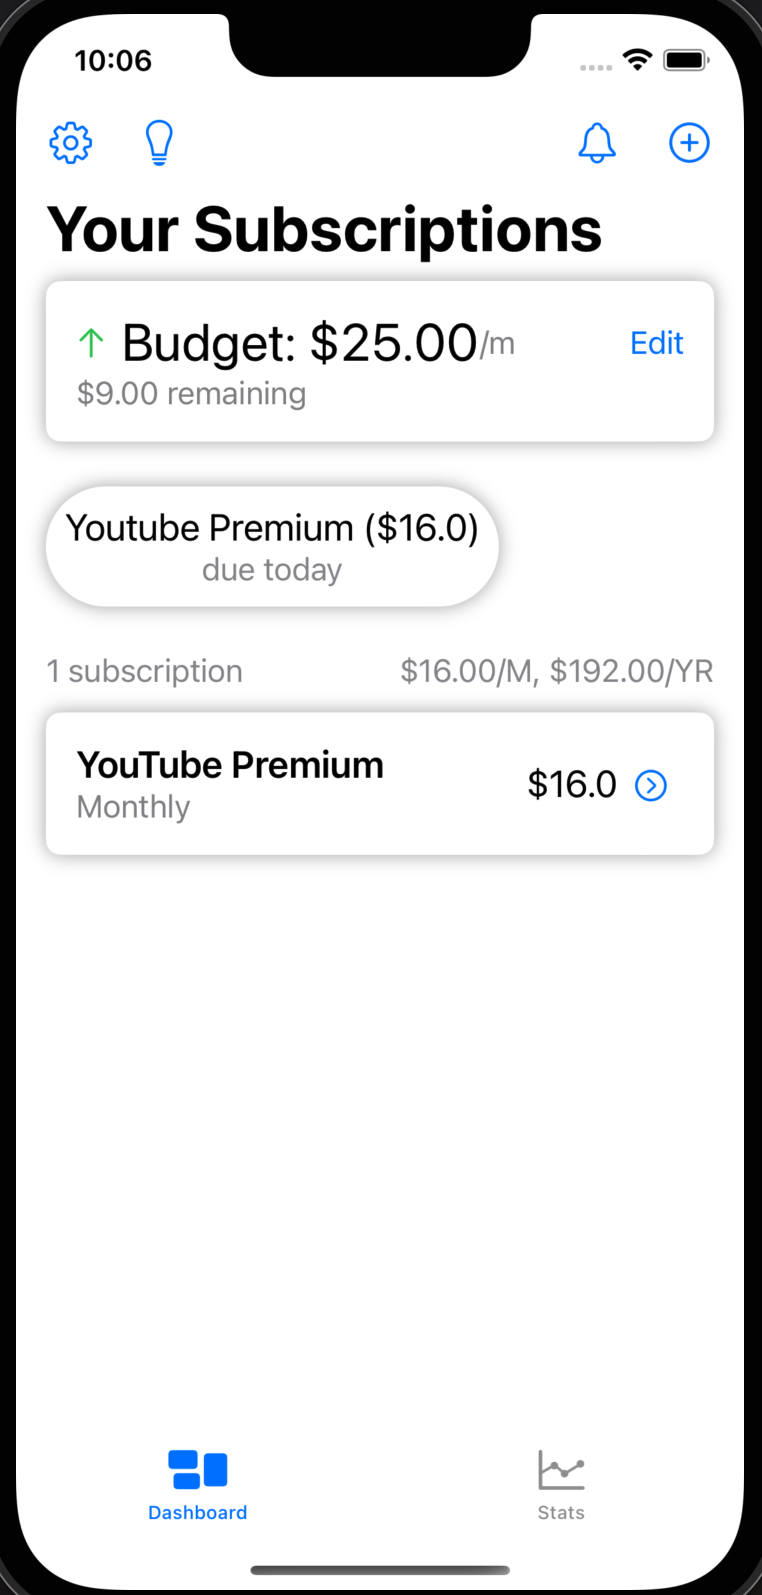 10:06
Your Subscriptions
Budget: $25.00/m
Edit
$9.00 remaining
Youtube Premium ($16.0)
due today
1 subscription
$16.00/M, $192.00/YR
YouTube Premium
Monthly
$16.0
Dashboard
Stats